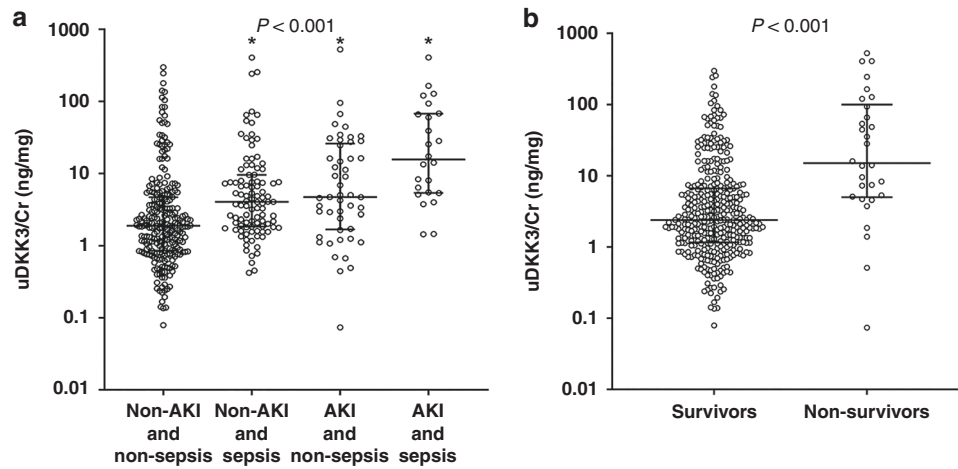 a
P < 0.001
* * *
1000
100
10
1
0.1
0.01
uDKK3/Cr (ng/mg)
Non-AKI and non-sepsis
Non-AKI and sepsis
AKI and non-sepsis
AKI and sepsis
b
P < 0.001
1000
100
10
1
0.1
0.01
uDKK3/Cr (ng/mg)
Survivors
Non-survivors